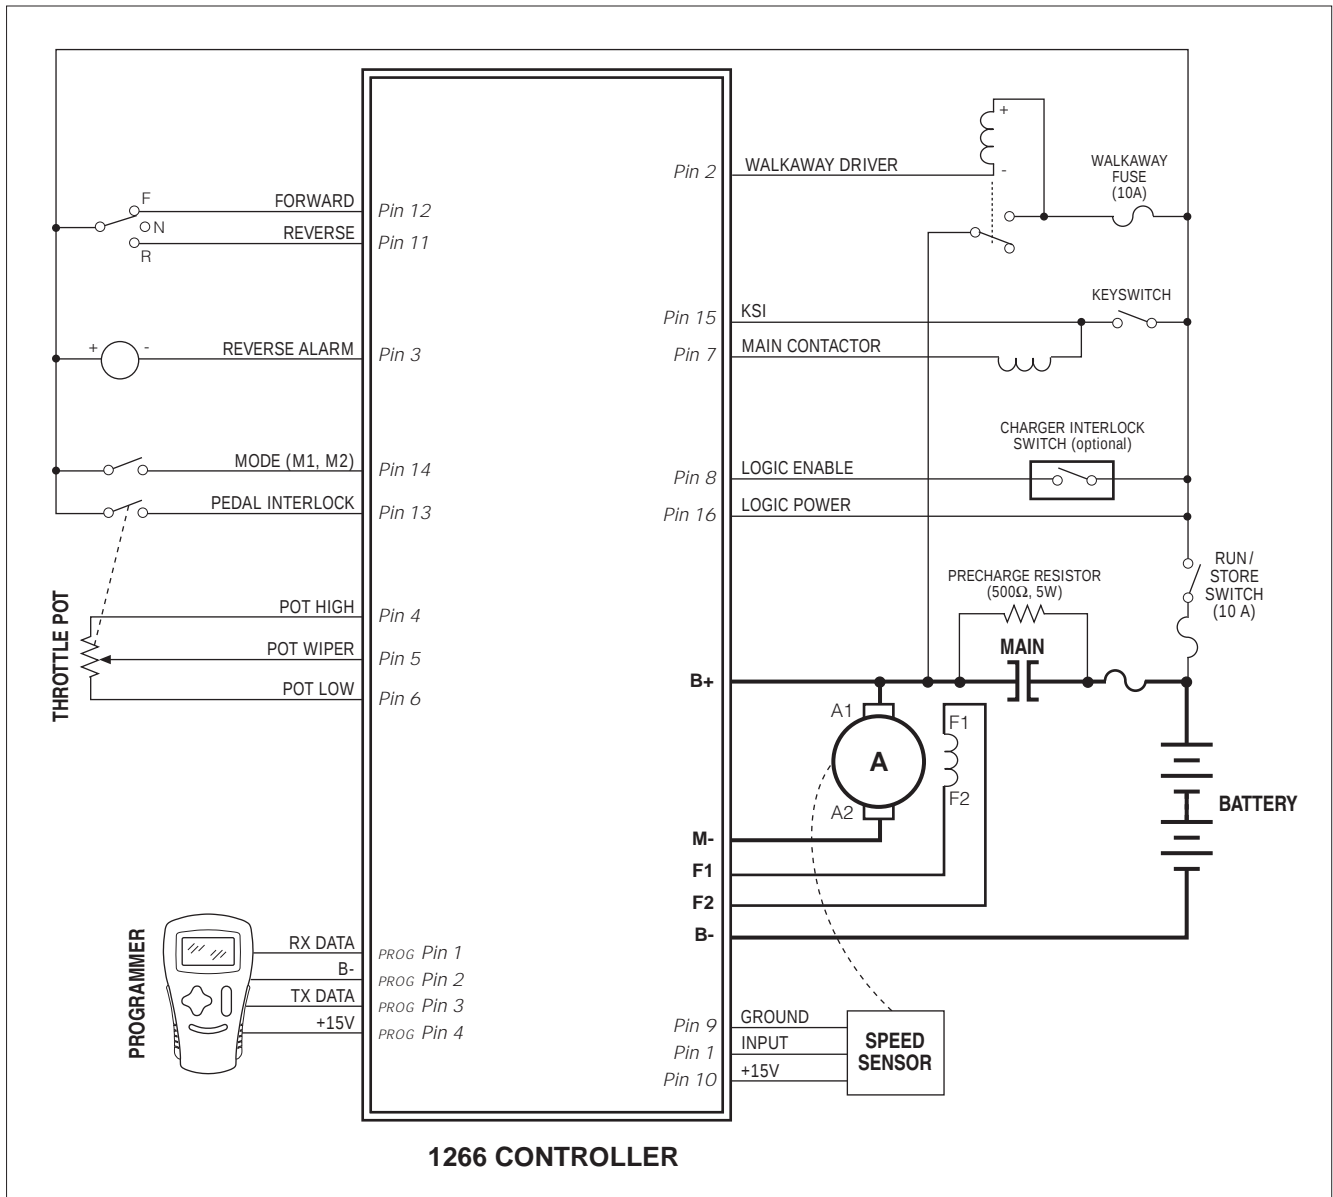 +
-
WALKAWAY
FUSE
(10A)
Pin 2 WALKAWAY DRIVER
F
FORWARD Pin 12
N
REVERSE Pin 11
R
KEYSWITCH
Pin 15 KSI
Pin 7 MAIN CONTACTOR
+ - REVERSE ALARM Pin 3
CHARGER INTERLOCK
SWITCH (optional)
MODE (M1, M2) Pin 14
Pin 8 LOGIC ENABLE
PEDAL INTERLOCK Pin 13
Pin 16 LOGIC POWER
RUN /
STORE
SWITCH
(10 A)
PRECHARGE RESISTOR
(500Ω, 5W)
MAIN
THROTTLE POT
POT HIGH Pin 4
POT WIPER Pin 5
POT LOW Pin 6
B+
A1
A
A2
F1
F2
BATTERY
M-
F1
F2
B-
PROGRAMMER
RX DATA PROG Pin 1
B- PROG Pin 2
TX DATA PROG Pin 3
+15V PROG Pin 4
Pin 9 GROUND
Pin 1 INPUT
Pin 10 +15V
SPEED
SENSOR
1266 CONTROLLER